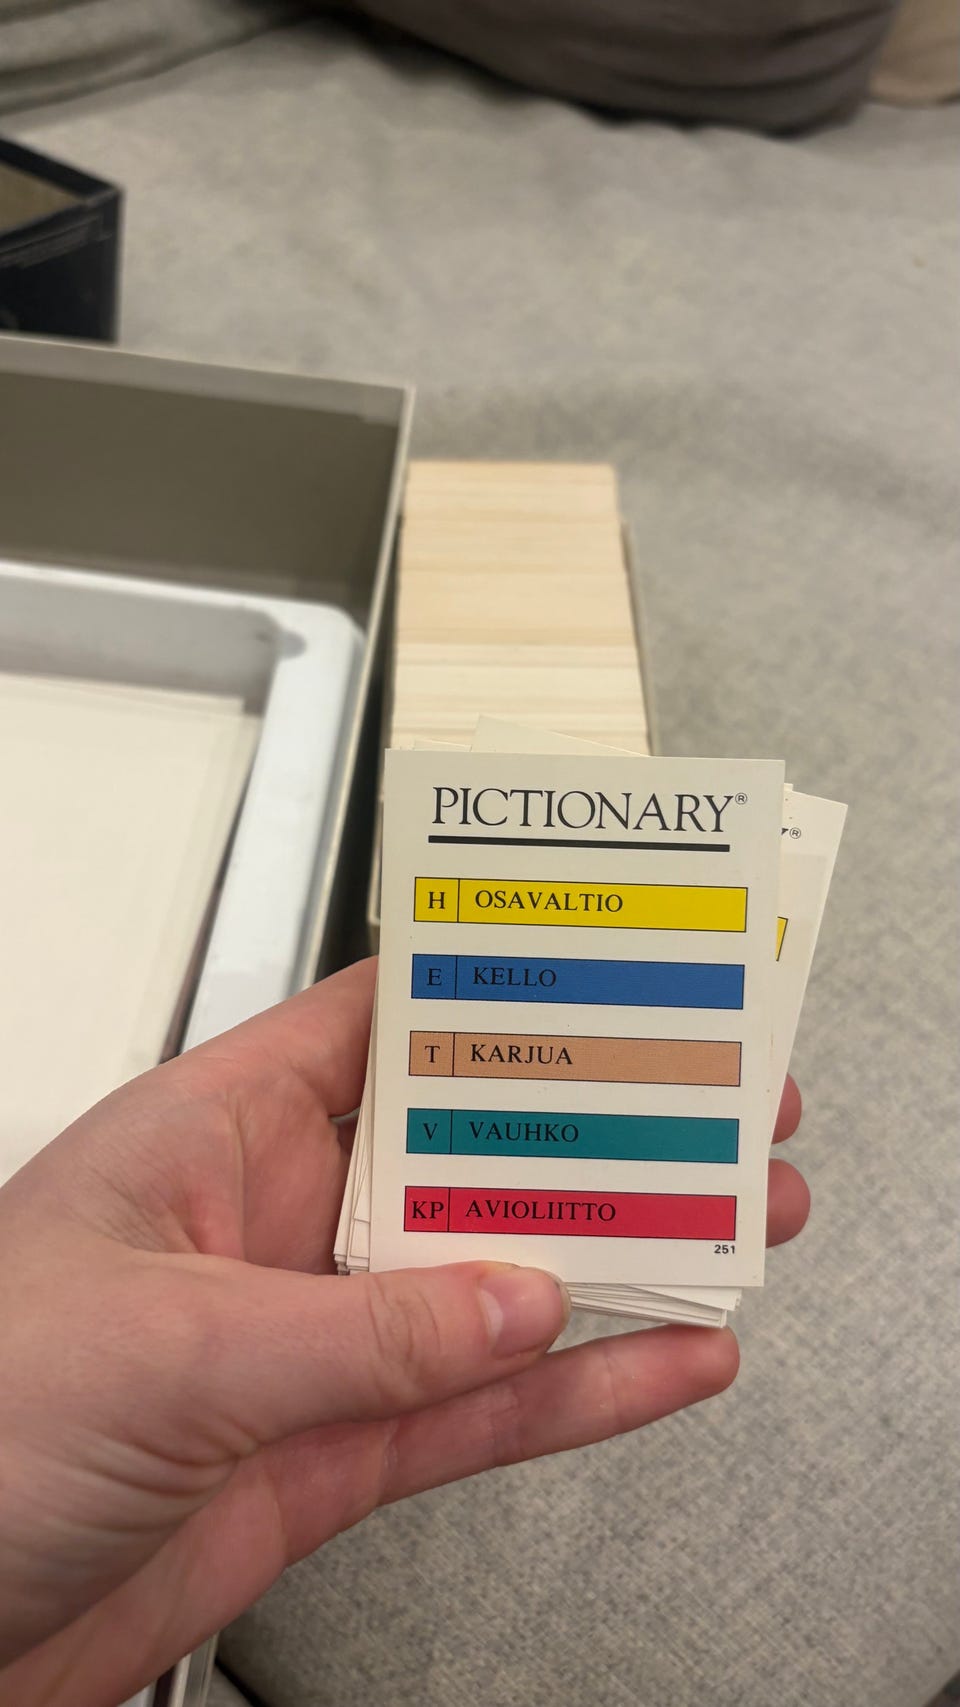 PICTIONARY®
H OSAVALTIO
E KELLO
T KARJUA
V VAUHKO
KP AVIOLIITTO
251
Y®